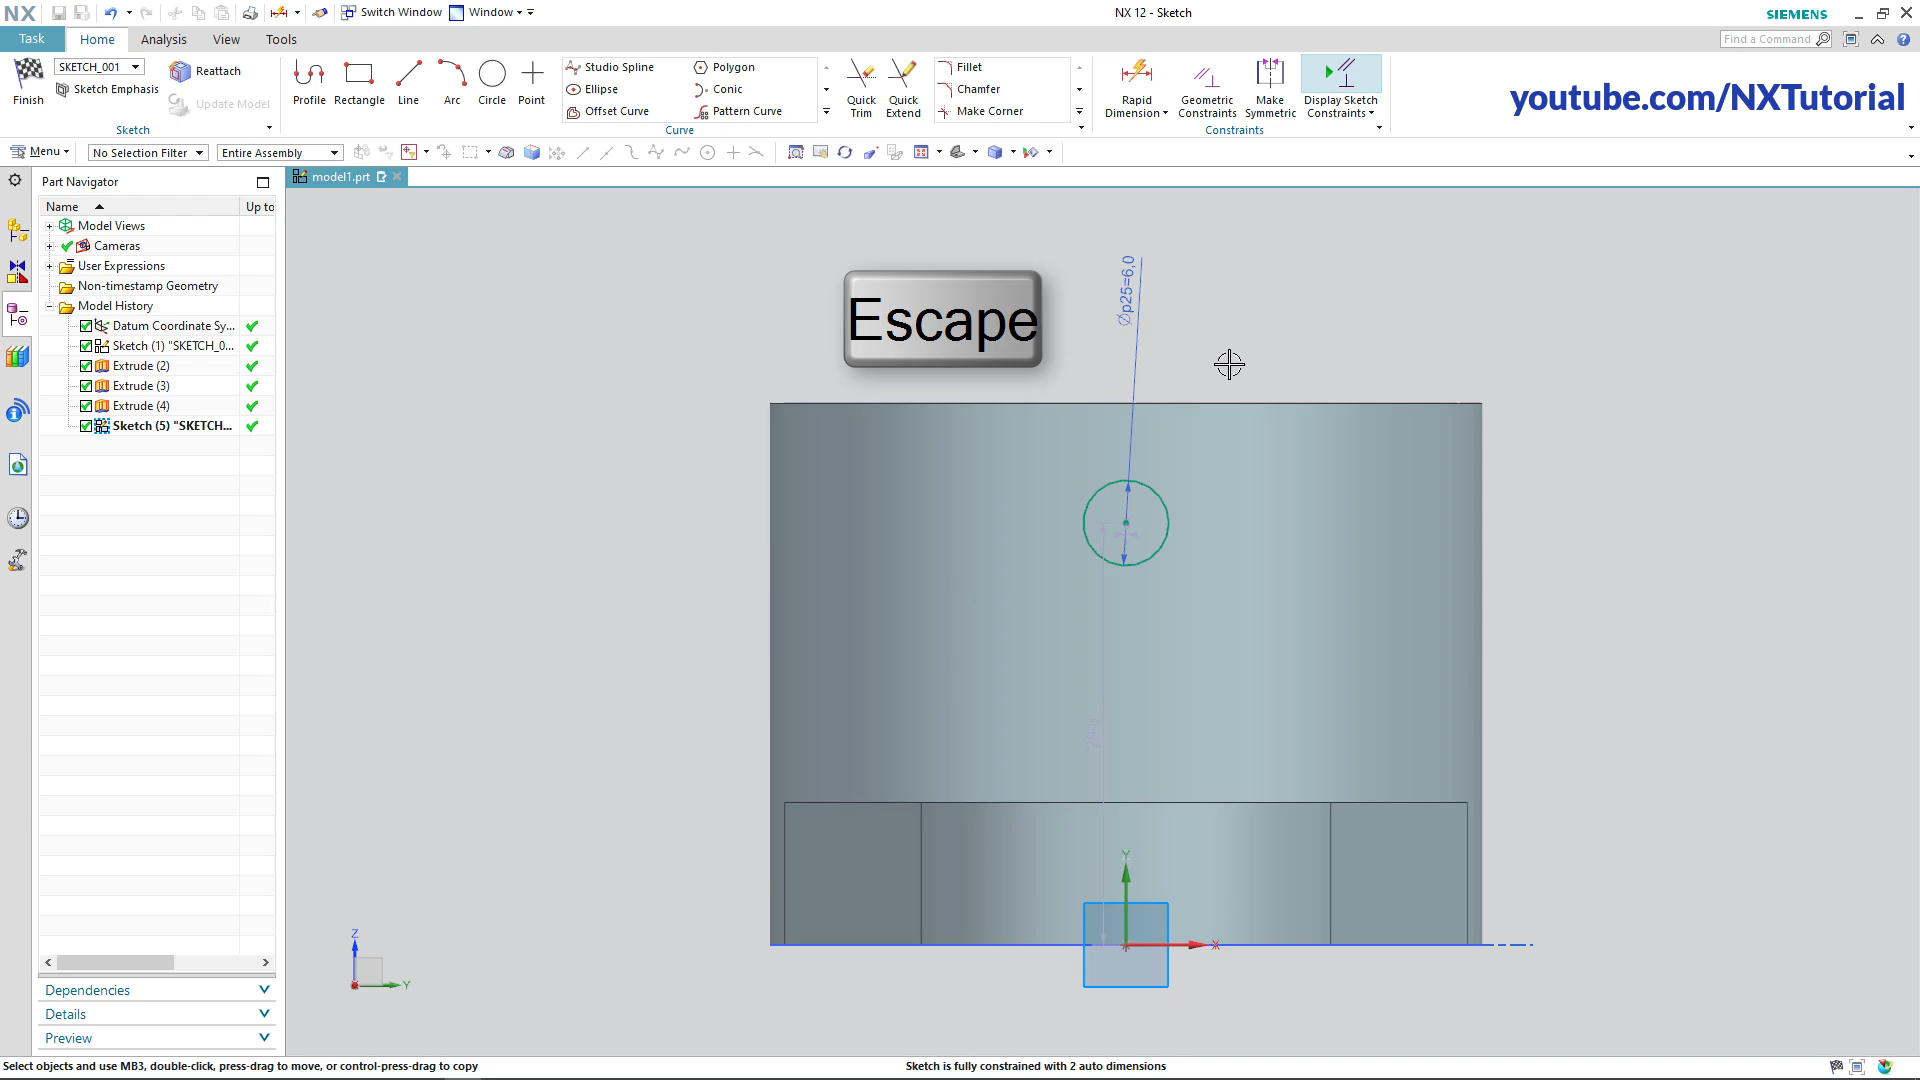 NX Switch Window Window NX 12 - Sketch SIEMENS
Task Home Analysis View Tools Find a Command
Finish SKETCH_001 Sketch Emphasis Reattach Update Model
Sketch
Profile Rectangle Line Arc Circle Point
Studio Spline Polygon
Ellipse Conic
Offset Curve Pattern Curve
Quick Trim Quick Extend
Fillet
Chamfer
Make Corner
Curve
Rapid Dimension Geometric Constraints Make Symmetric Display Sketch Constraints
Constraints
youtube.com/NXTutorial
Menu No Selection Filter Entire Assembly
Part Navigator
model1.prt
Name Up to
Model Views
Cameras
User Expressions
Non-timestamp Geometry
Model History
Datum Coordinate Sy...
Sketch (1) "SKETCH_0...
Extrude (2)
Extrude (3)
Extrude (4)
Sketch (5) "SKETCH...
Escape
Øp25=6,0
Y
X
Z
Y
Dependencies
Details
Preview
Select objects and use MB3, double-click, press-drag to move, or control-press-drag to copy
Sketch is fully constrained with 2 auto dimensions